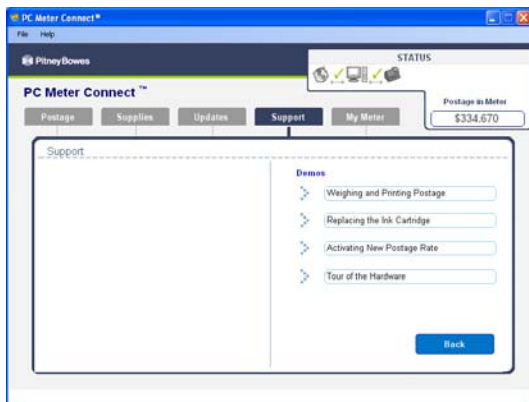 PC Meter Connect™
File Help
Pitney Bowes
STATUS
PC Meter Connect ™
Postage in Meter
$334.670
Postage Supplies Updates Support My Meter
Support
Demos
Weighing and Printing Postage
Replacing the Ink Cartridge
Activating New Postage Rate
Tour of the Hardware
Back